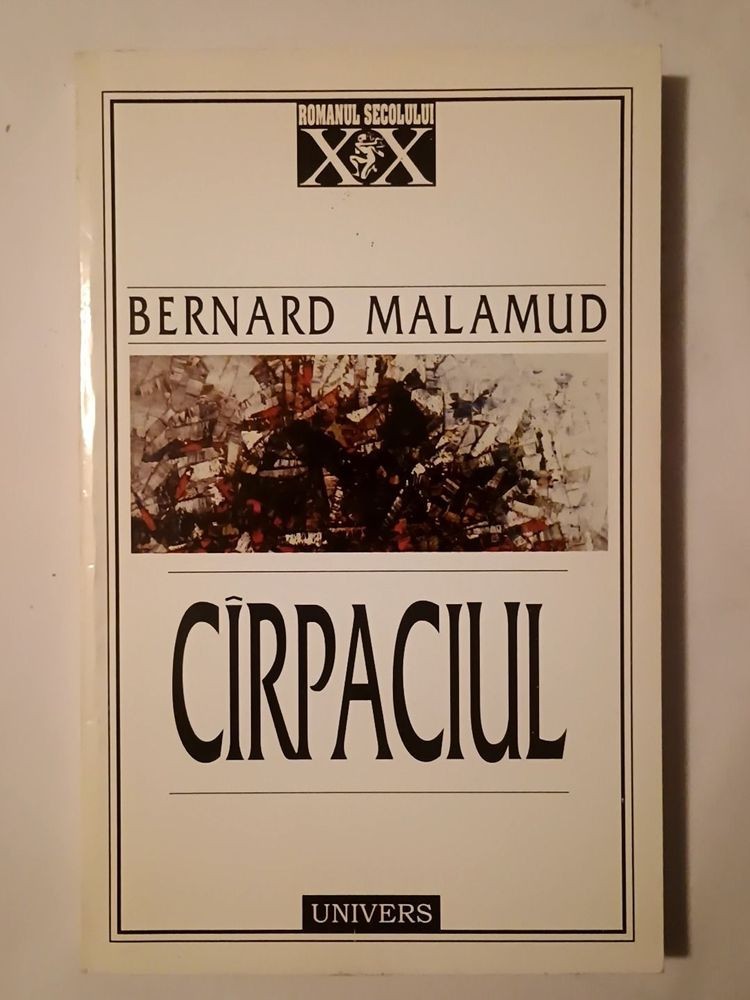 ROMANUL SECOLULUI
XX
BERNARD MALAMUD
CÎRPACIUL
UNIVERS